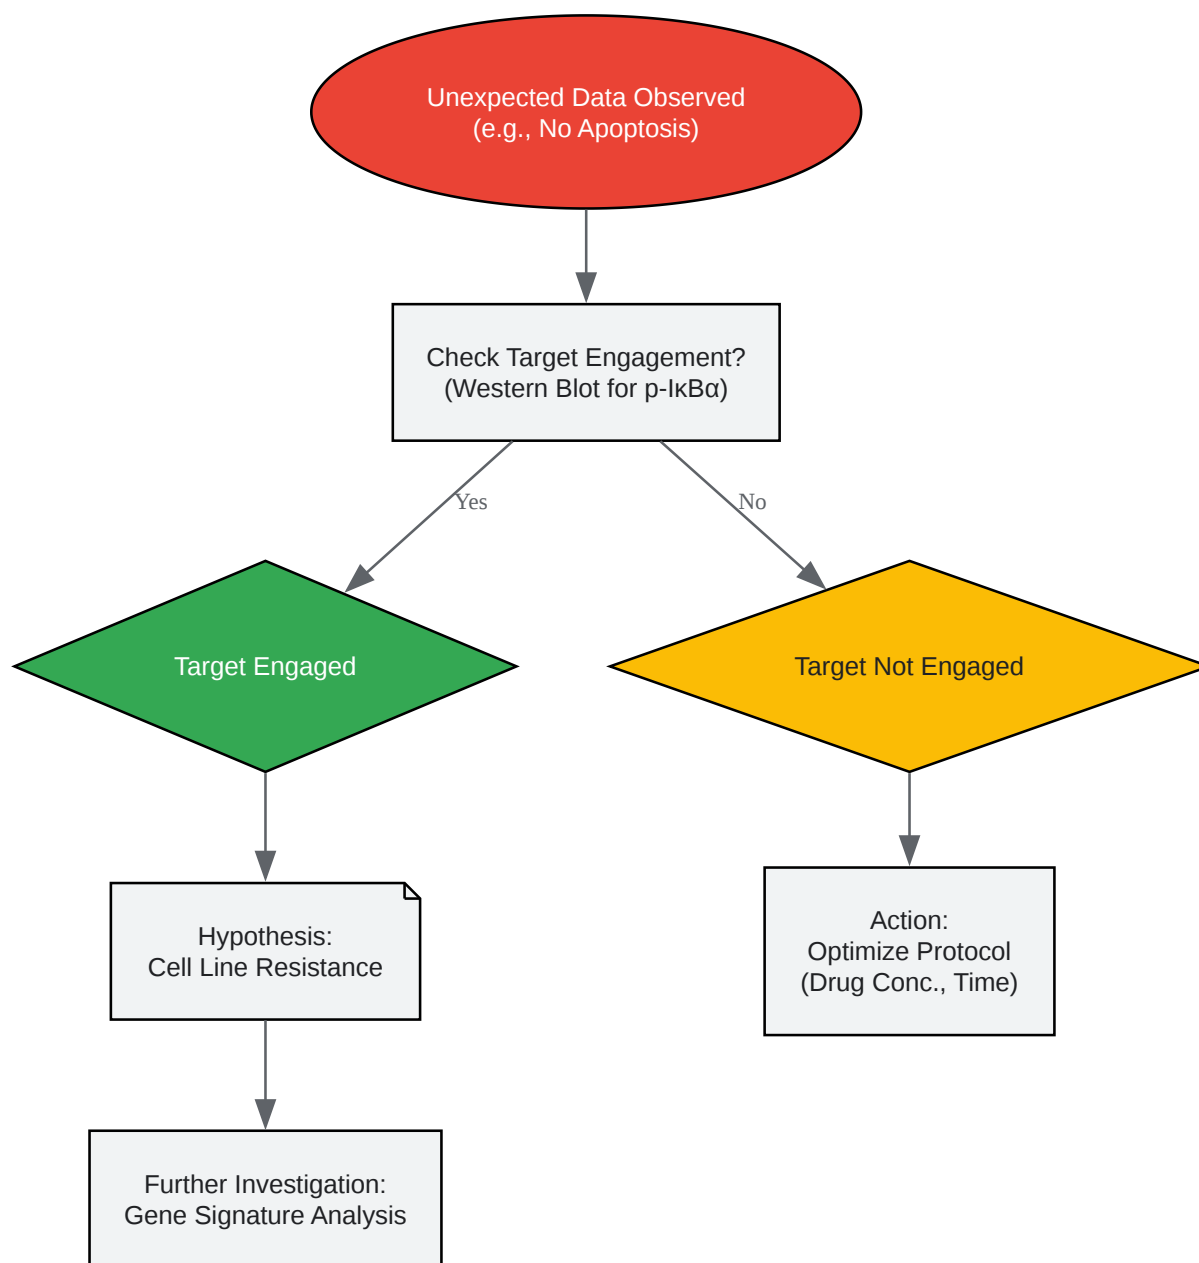 Unexpected Data Observed
(e.g., No Apoptosis)
Check Target Engagement?
(Western Blot for p-IκBα)
Yes
No
Target Engaged
Target Not Engaged
Hypothesis:
Cell Line Resistance
Action:
Optimize Protocol
(Drug Conc., Time)
Further Investigation:
Gene Signature Analysis